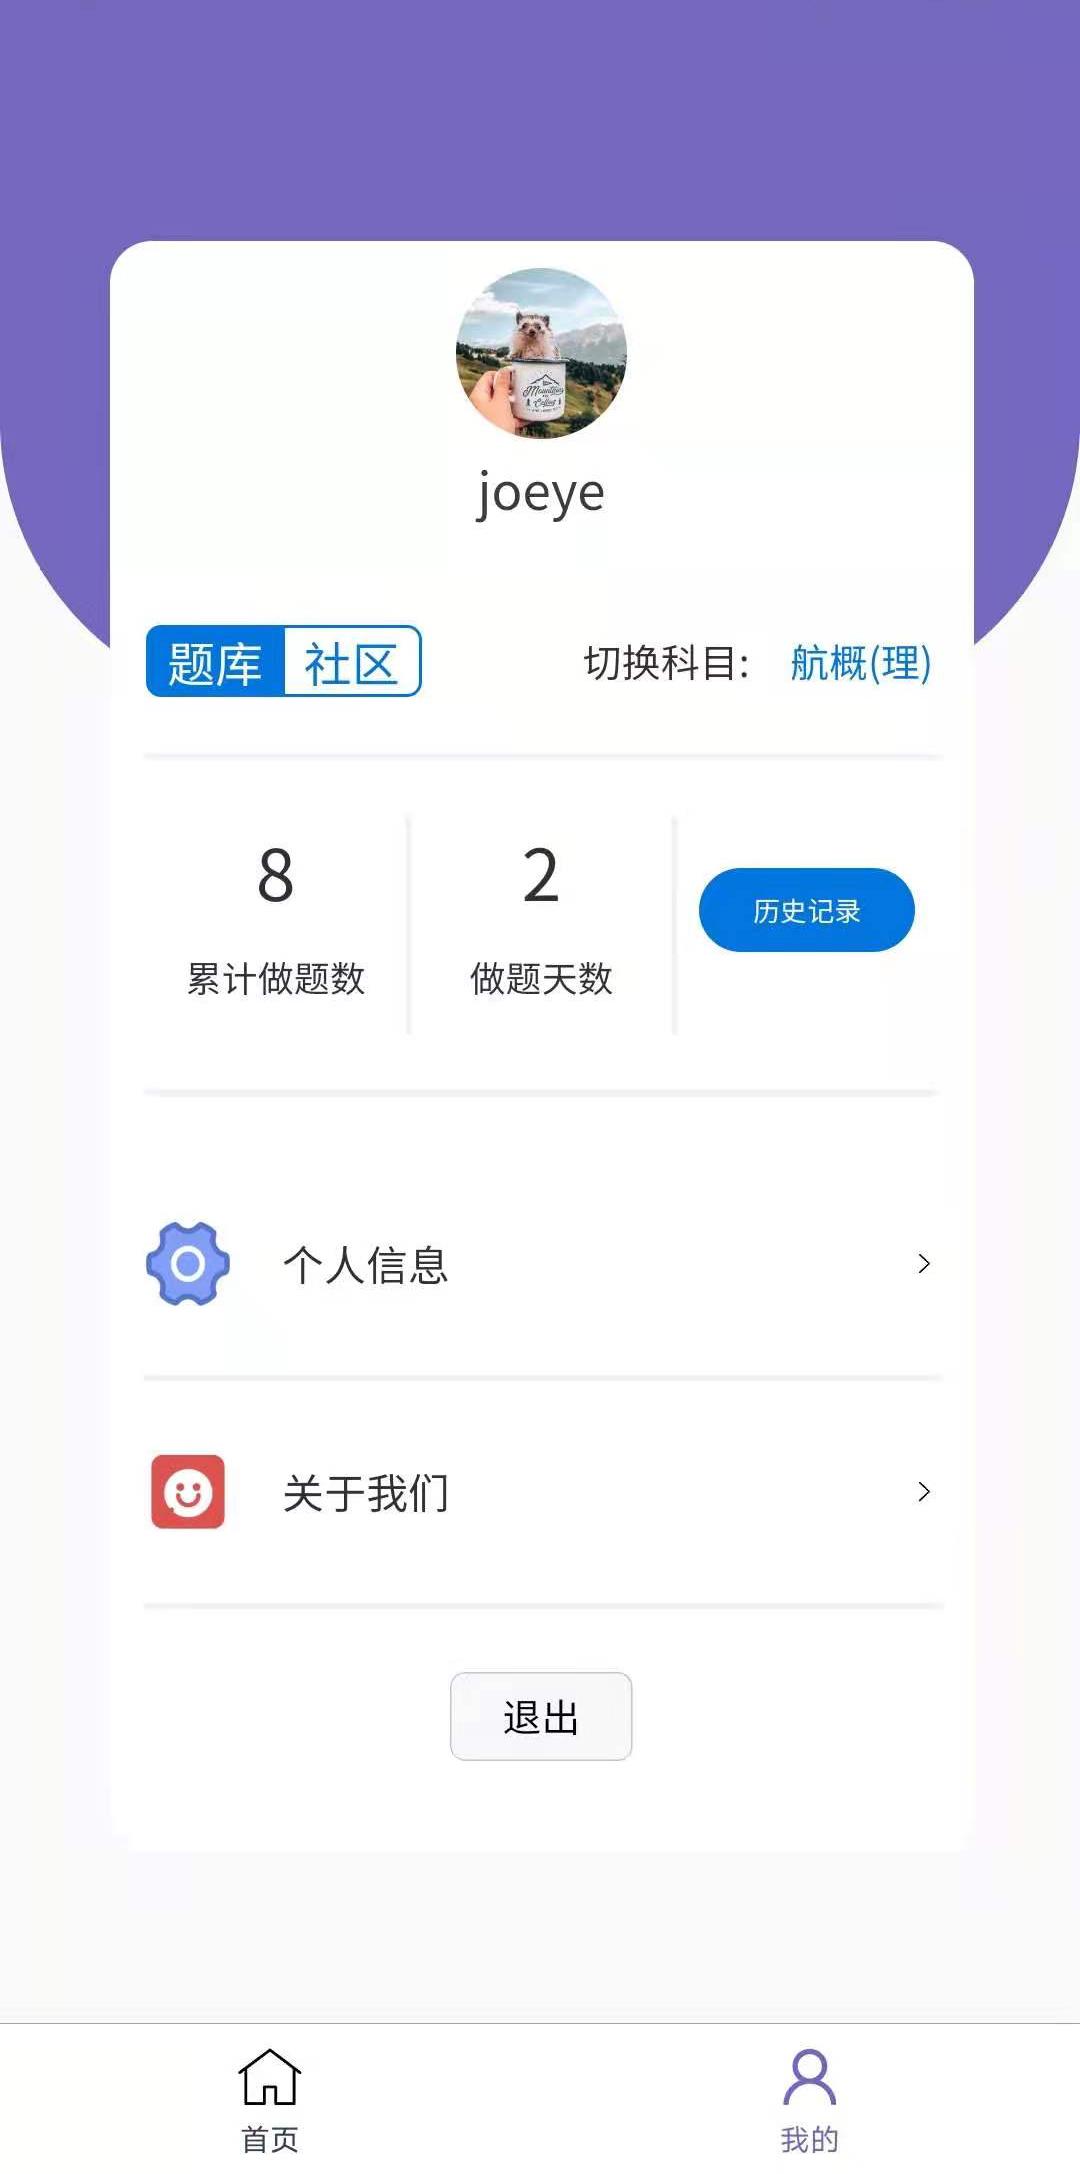 Mountains
Coffee
joeye
题库 社区 切换科目: 航概(理)
8 2
历史记录
累计做题数 做题天数
个人信息
关于我们
退出
首页 我的